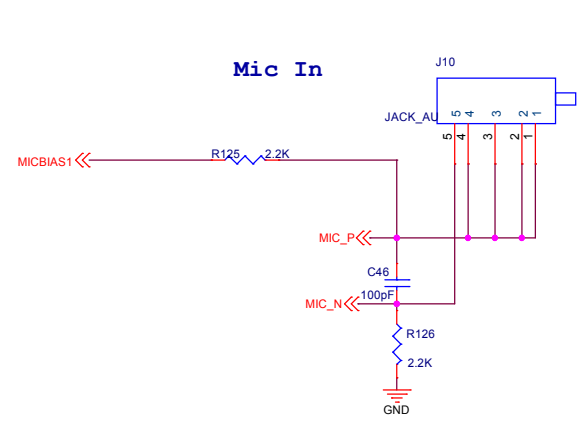 Mic In
J10
JACK_AU
5 4 3 2 1
5 4 3 2 1
MICBIAS1
R125 2.2K
MIC_P
C46
100pF
MIC_N
R126
2.2K
GND